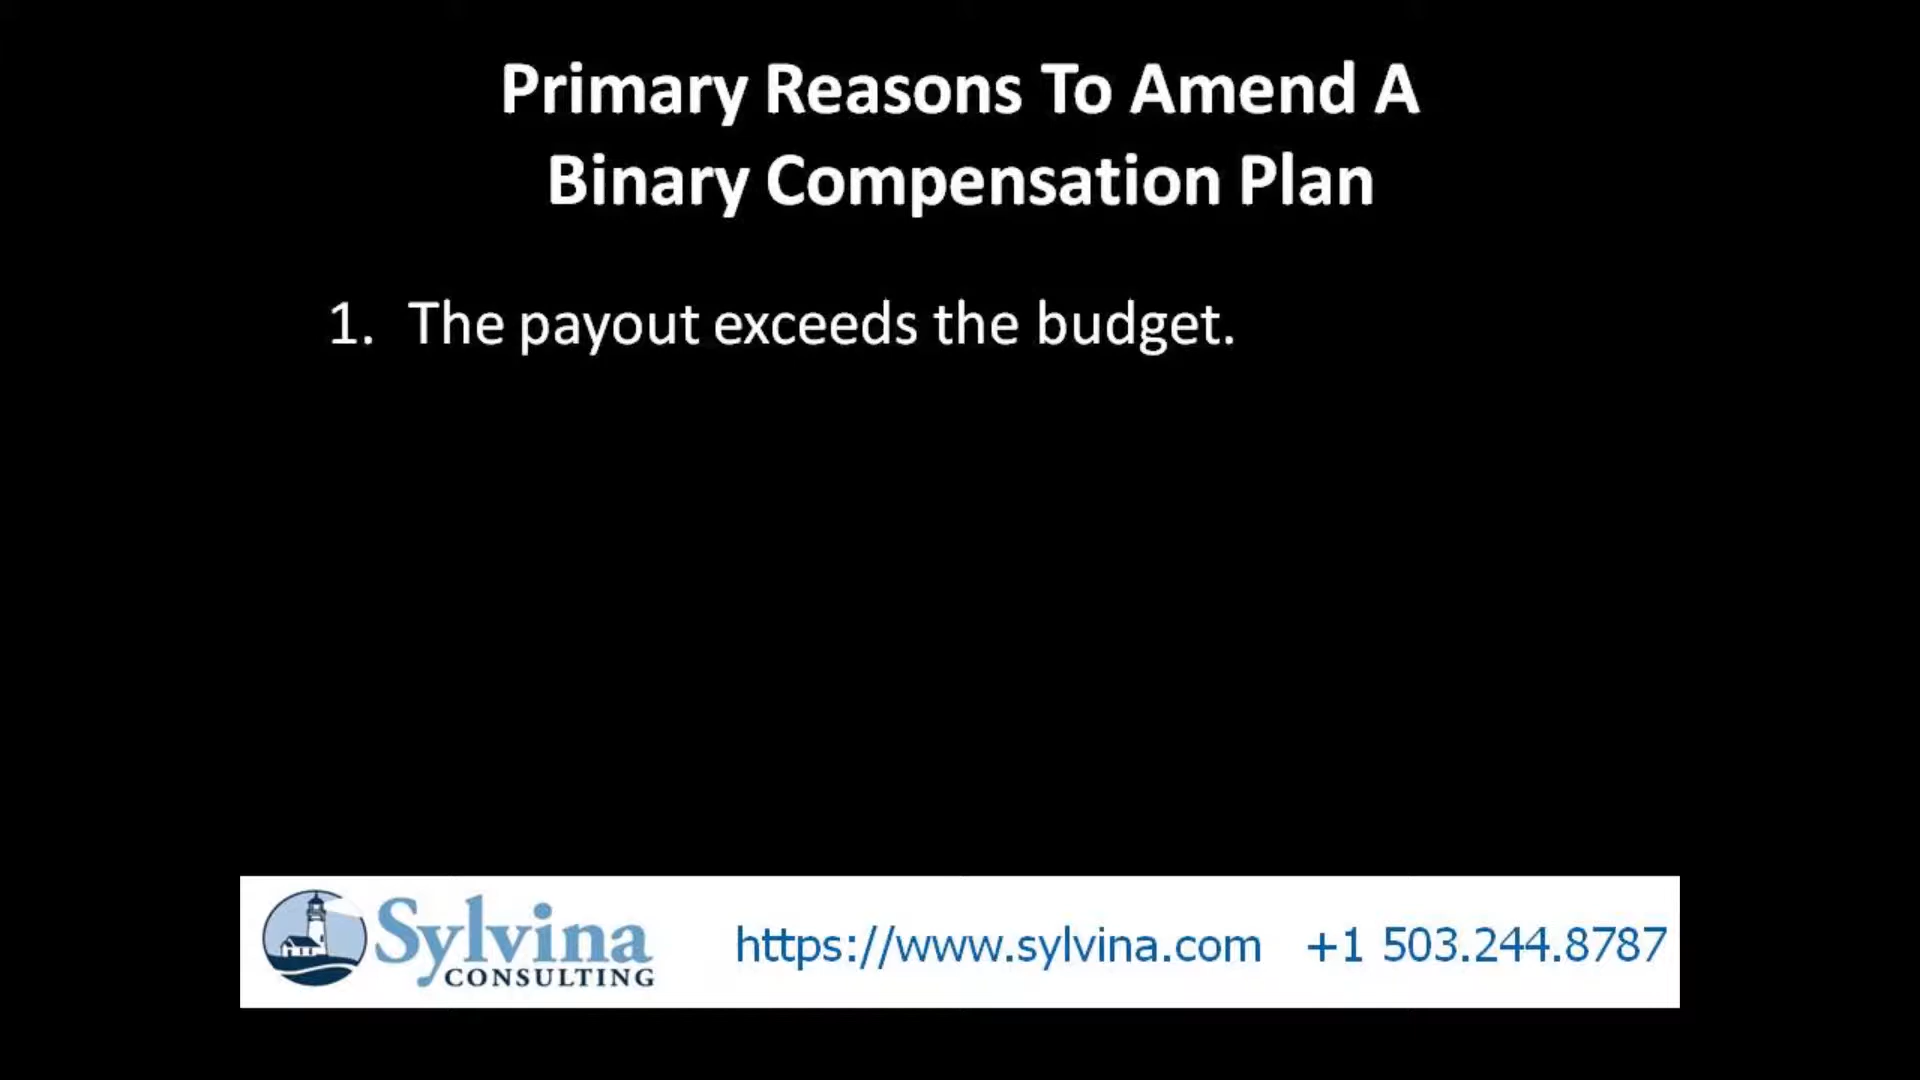 Primary Reasons To Amend A
Binary Compensation Plan
1. The payout exceeds the budget.
Sylvina
CONSULTING
https://www.sylvina.com +1 503.244.8787